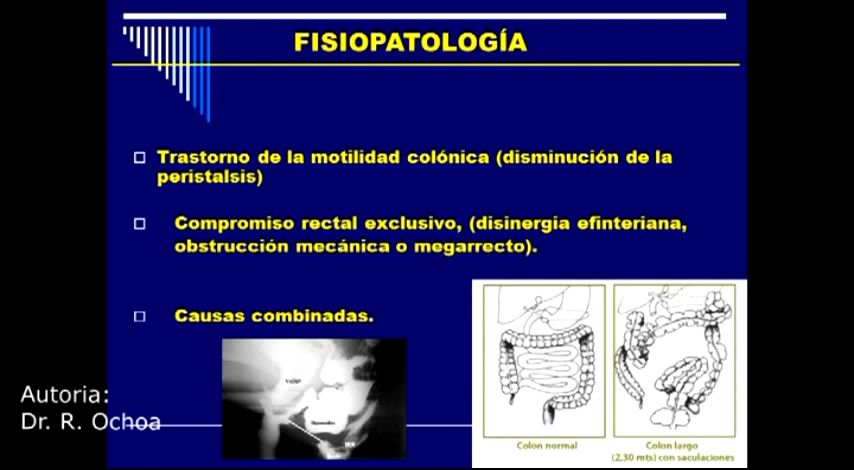 FISIOPATOLOGÍA
Trastorno de la motilidad colónica (disminución de la
peristalsis)
Compromiso rectal exclusivo, (disinergia efinteriana,
obstrucción mecánica o megarrecto).
Causas combinadas.
Autoria:
Dr. R. Ochoa
Colon normal
Colon largo
(2,30 mts) con saculaciones